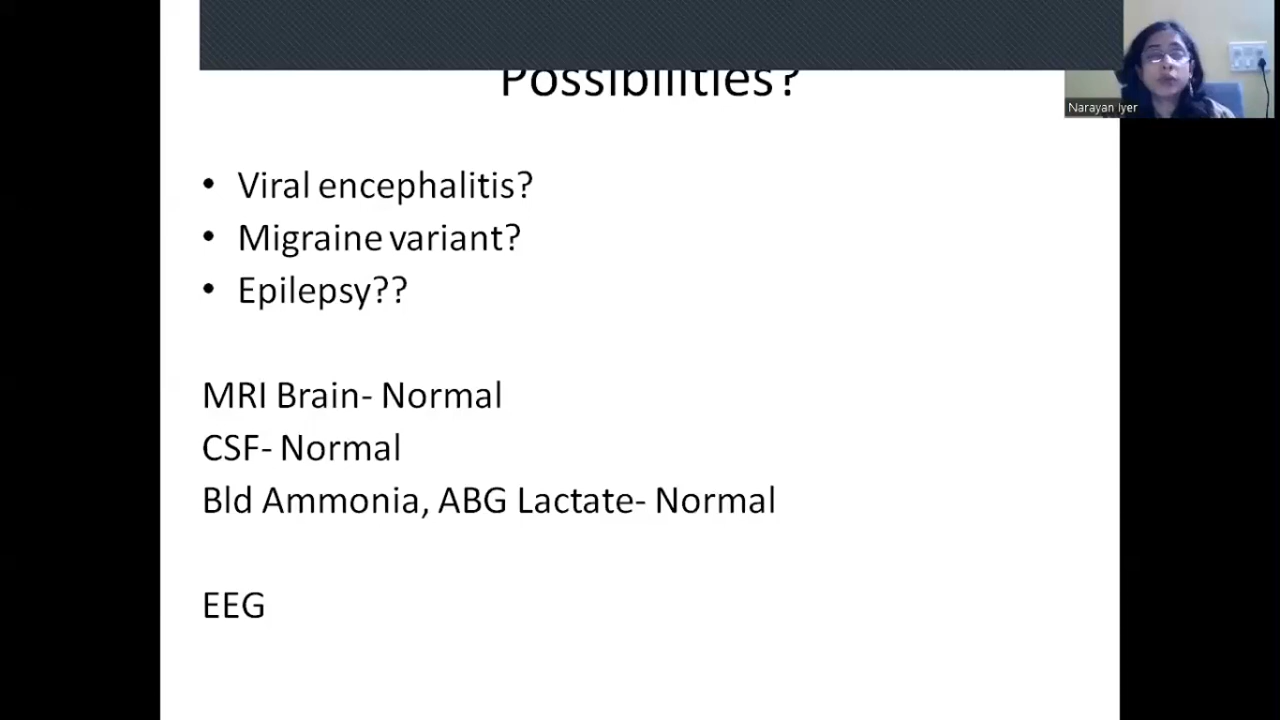 Possibilities?
Narayan Iyer
• Viral encephalitis?
• Migraine variant?
• Epilepsy??
MRI Brain- Normal
CSF- Normal
Bld Ammonia, ABG Lactate- Normal
EEG